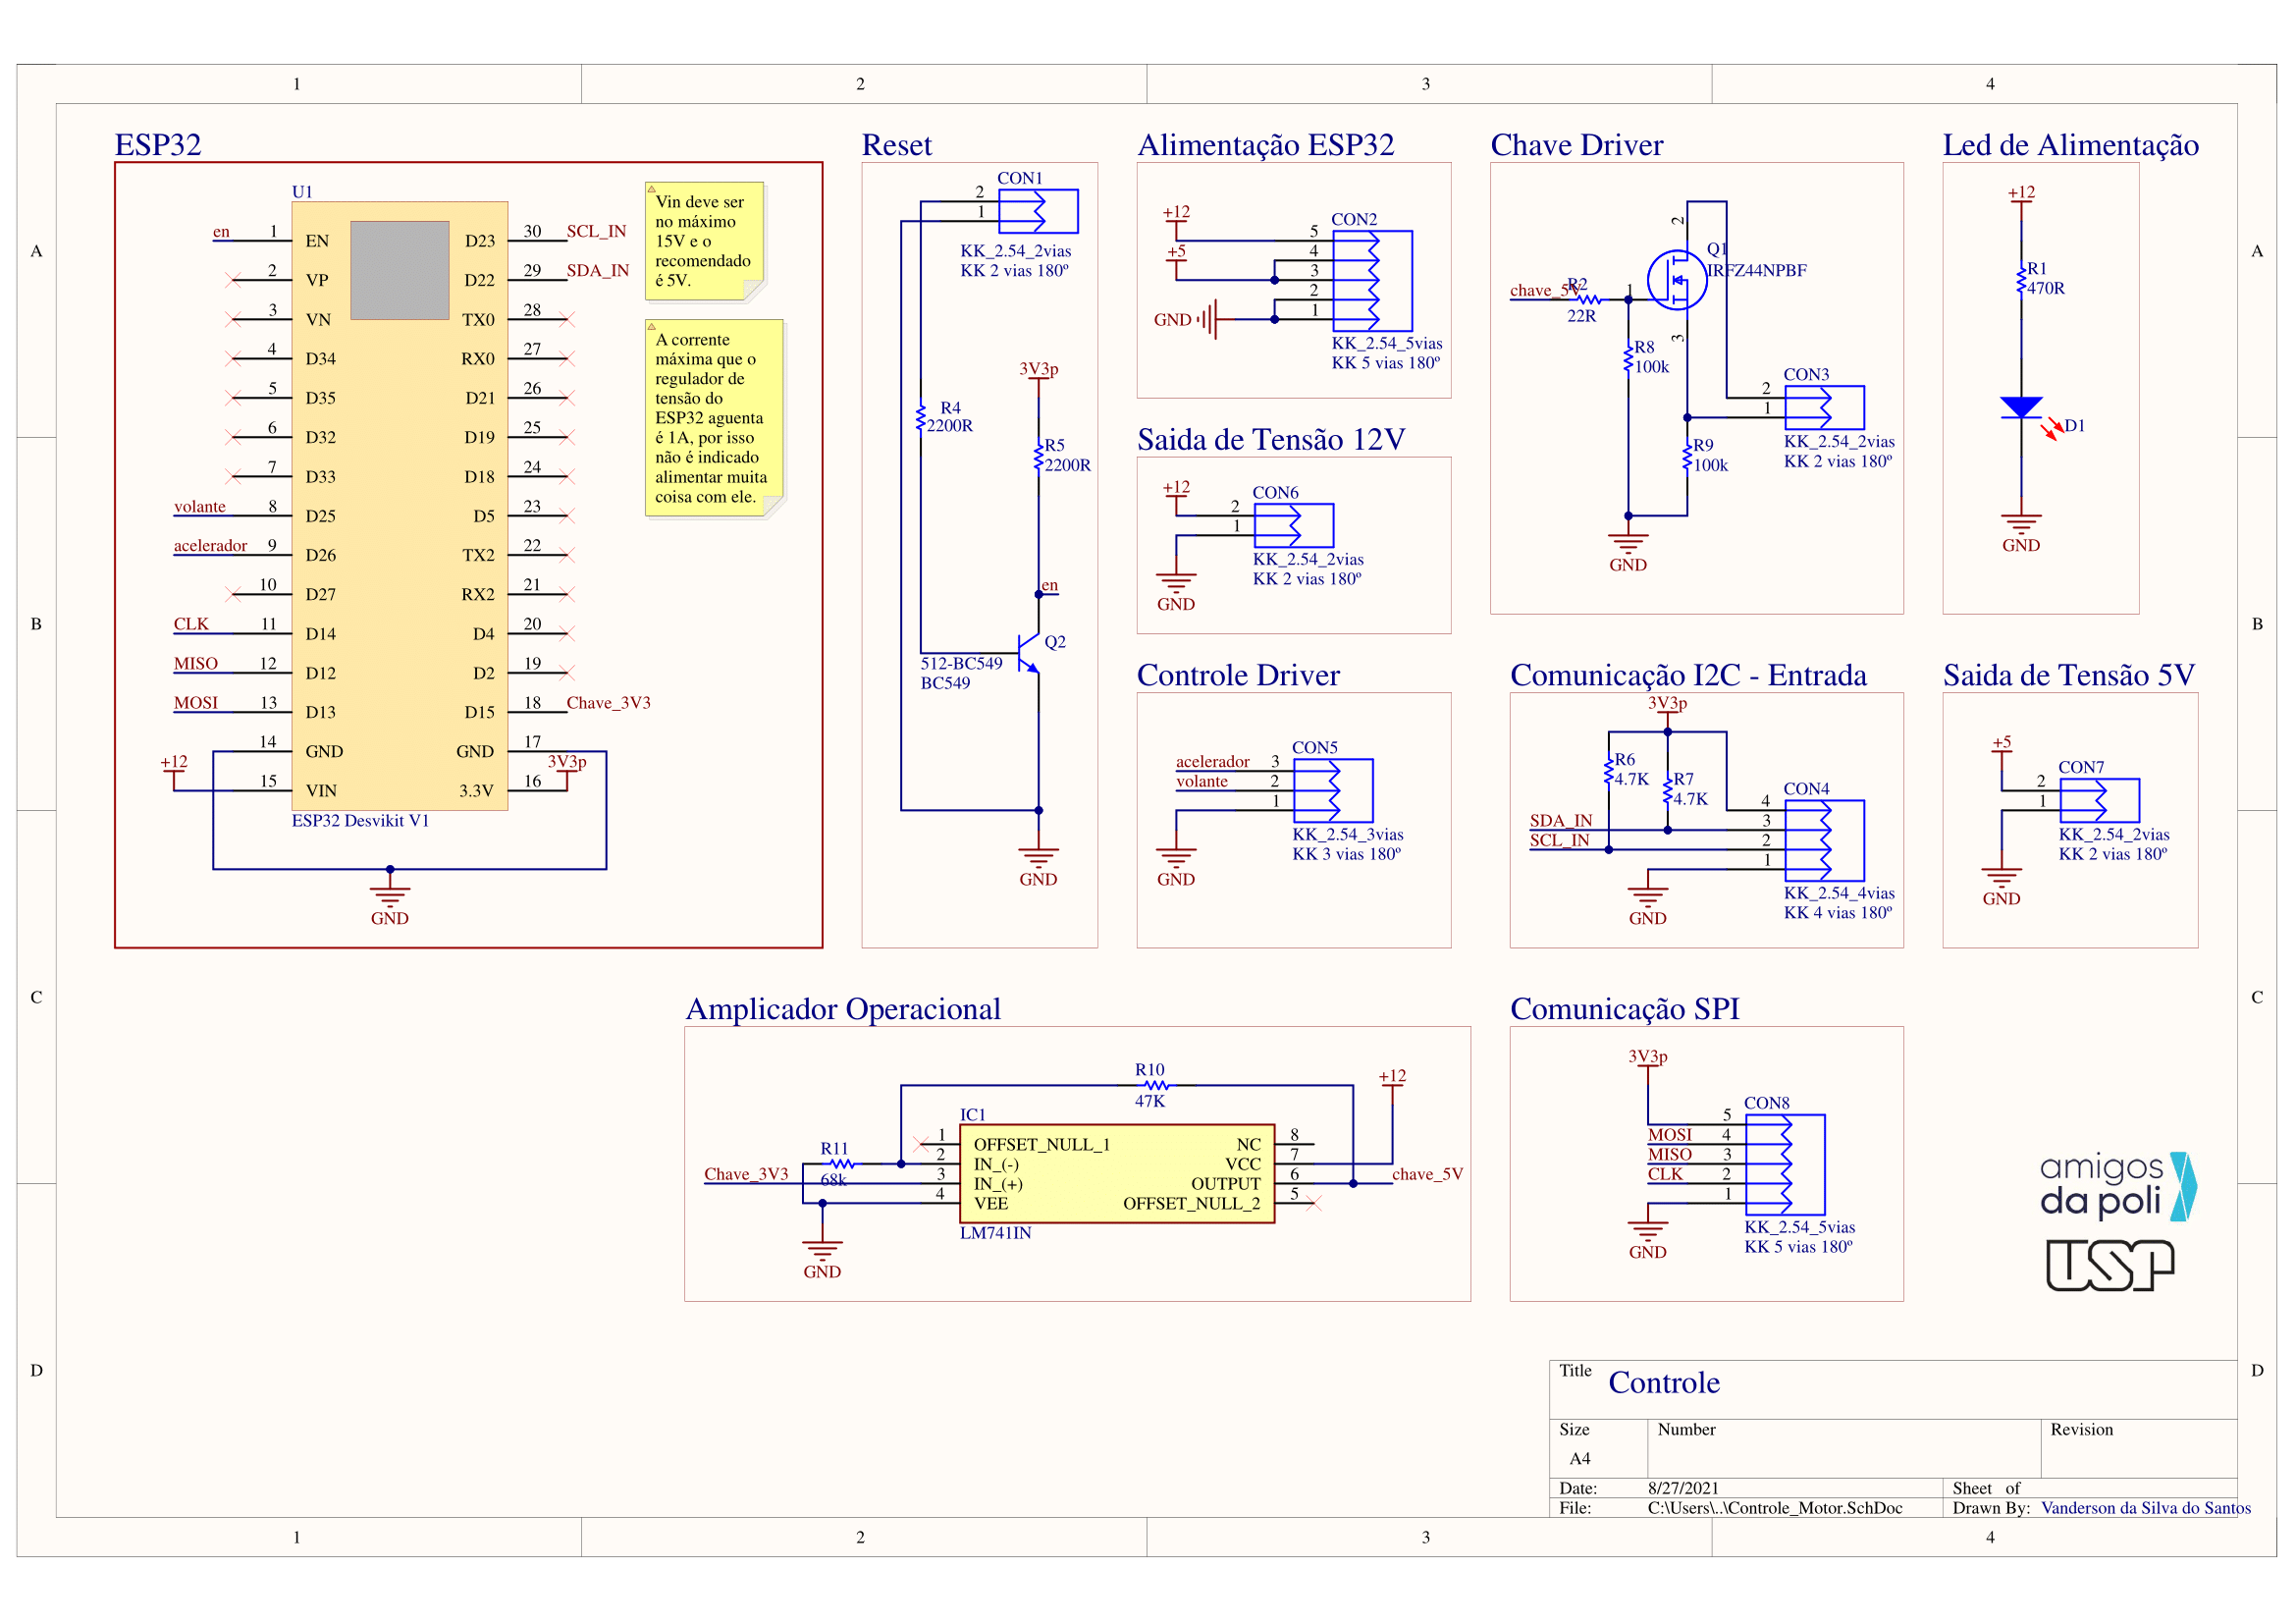 1
2
3
4
A
B
C
D
A
B
C
D
ESP32
U1
en
1
EN
2
VP
3
VN
4
D34
5
D35
6
D32
7
D33
volante
8
D25
acelerador
9
D26
10
D27
CLK
11
D14
MISO
12
D12
MOSI
13
D13
14
GND
+12
15
VIN
D23
30
SCL_IN
D22
29
SDA_IN
TX0
28
RX0
27
D21
26
D19
25
D18
24
D5
23
TX2
22
RX2
21
D4
20
D2
19
D15
18
Chave_3V3
GND
17
3V3p
3.3V
16
ESP32 Desvikit V1
GND
Vin deve ser
no máximo
15V e o
recomendado
é 5V.
A corrente
máxima que o
regulador de
tensão do
ESP32 aguenta
é 1A, por isso
não é indicado
alimentar muita
coisa com ele.
Reset
CON1
2
1
KK_2.54_2vias
KK 2 vias 180º
3V3p
R4
2200R
R5
2200R
en
Q2
512-BC549
BC549
GND
Alimentação ESP32
+12
+5
GND
CON2
5
4
3
2
1
KK_2.54_5vias
KK 5 vias 180º
Saida de Tensão 12V
+12
CON6
2
1
KK_2.54_2vias
KK 2 vias 180º
GND
Controle Driver
CON5
acelerador
3
volante
2
1
KK_2.54_3vias
KK 3 vias 180º
GND
Chave Driver
2
Q1
IRFZ44NPBF
chave_5V
R2
22R
1
3
R8
100k
R9
100k
CON3
2
1
KK_2.54_2vias
KK 2 vias 180º
GND
Led de Alimentação
+12
R1
470R
D1
GND
Comunicação I2C - Entrada
3V3p
R6
4.7K
R7
4.7K
SDA_IN
SCL_IN
CON4
4
3
2
1
KK_2.54_4vias
KK 4 vias 180º
GND
Saida de Tensão 5V
+5
CON7
2
1
KK_2.54_2vias
KK 2 vias 180º
GND
Amplicador Operacional
R10
47K
+12
IC1
R11
68k
Chave_3V3
1
OFFSET_NULL_1
2
IN_(-)
3
IN_(+)
4
VEE
NC
8
VCC
7
OUTPUT
6
OFFSET_NULL_2
5
chave_5V
LM741IN
GND
Comunicação SPI
3V3p
CON8
5
MOSI
4
MISO
3
CLK
2
1
KK_2.54_5vias
KK 5 vias 180º
GND
amigos
da poli
USP
Title
Controle
Size
A4
Number
Revision
Date:
8/27/2021
Sheet of
File:
C:\Users\..\Controle_Motor.SchDoc
Drawn By:
Vanderson da Silva do Santos
1
2
3
4